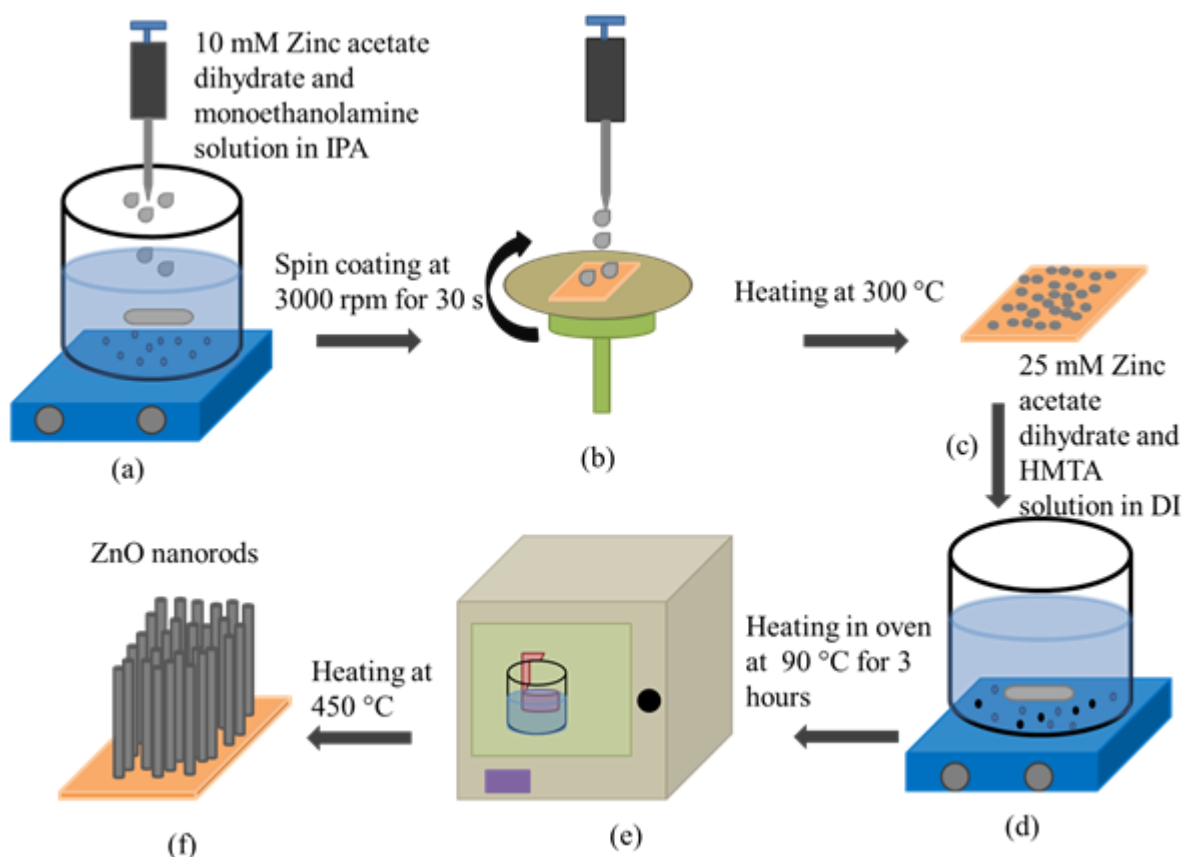 10 mM Zinc acetate
dihydrate and
monoethanolamine
solution in IPA
Spin coating at
3000 rpm for 30 s
Heating at 300 °C
(a)
(b)
(c)
25 mM Zinc
acetate
dihydrate and
HMTA
solution in DI
ZnO nanorods
Heating at
450 °C
Heating in oven
at 90 °C for 3
hours
(f)
(e)
(d)